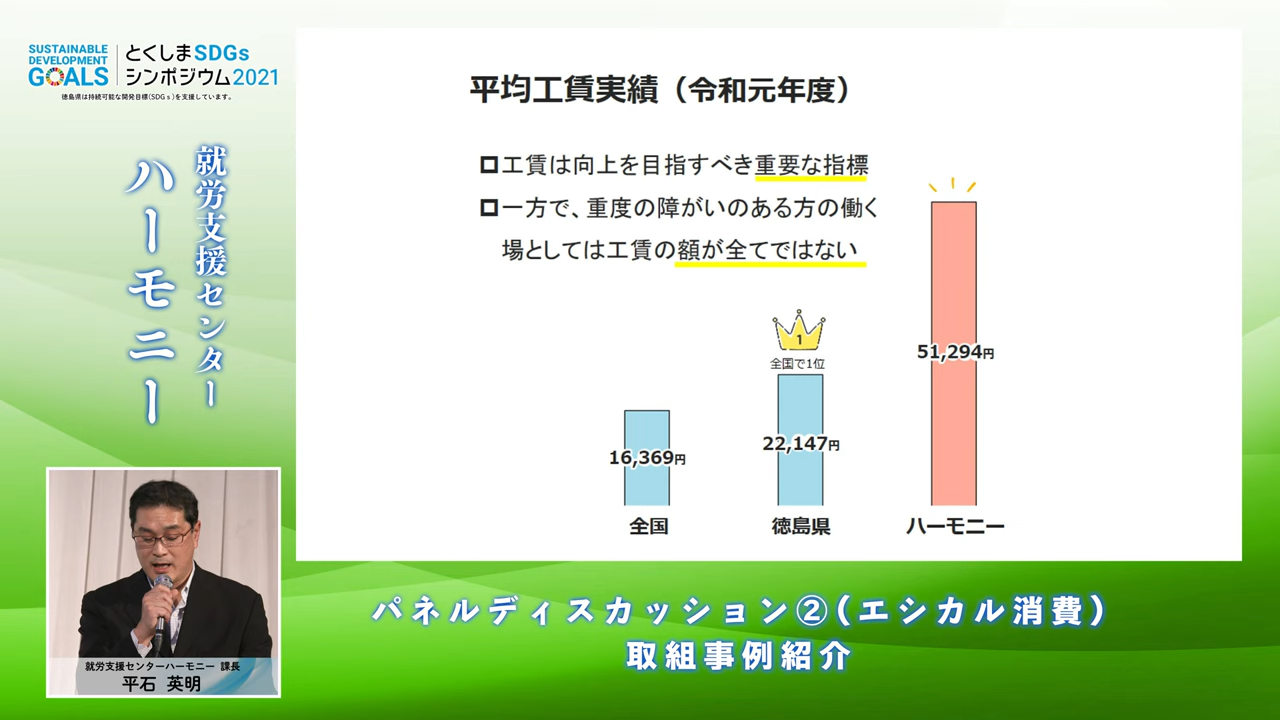 SUSTAINABLE
DEVELOPMENT
GOALS
とくしまSDGs
シンポジウム2021
徳島県は持続可能な開発目標(SDGs)を支援しています。
就労支援センター
ハーモニー
平均工賃実績（令和元年度）
工賃は向上を目指すべき重要な指標
一方で、重度の障がいのある方の働く
場としては工賃の額が全てではない
1
全国で1位
51,294円
22,147円
16,369円
全国
徳島県
ハーモニー
就労支援センターハーモニー 課長
平石 英明
パネルディスカッション②(エシカル消費)
取組事例紹介